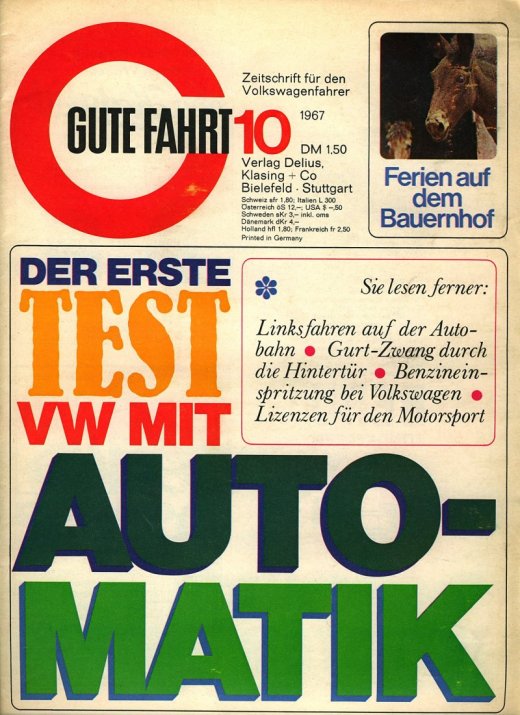 GUTE FAHRT
Zeitschrift für den
Volkswagenfahrer
10
1967
DM 1.50
Verlag Delius,
Klasing + Co
Bielefeld · Stuttgart
Schweiz sfr 1,80; Italien L 300
Österreich öS 12,–; USA $ –,50
Schweden sKr 3,– inkl. oms
Dänemark dKr 4,–
Holland hfl 1,80; Frankreich fr 2,50
Printed in Germany
Ferien auf
dem
Bauernhof
DER ERSTE
TEST
VW MIT
AUTO-
MATIK
Sie lesen ferner:
Linksfahren auf der Auto-
bahn ● Gurt-Zwang durch
die Hintertür ● Benzinein-
spritzung bei Volkswagen ●
Lizenzen für den Motorsport